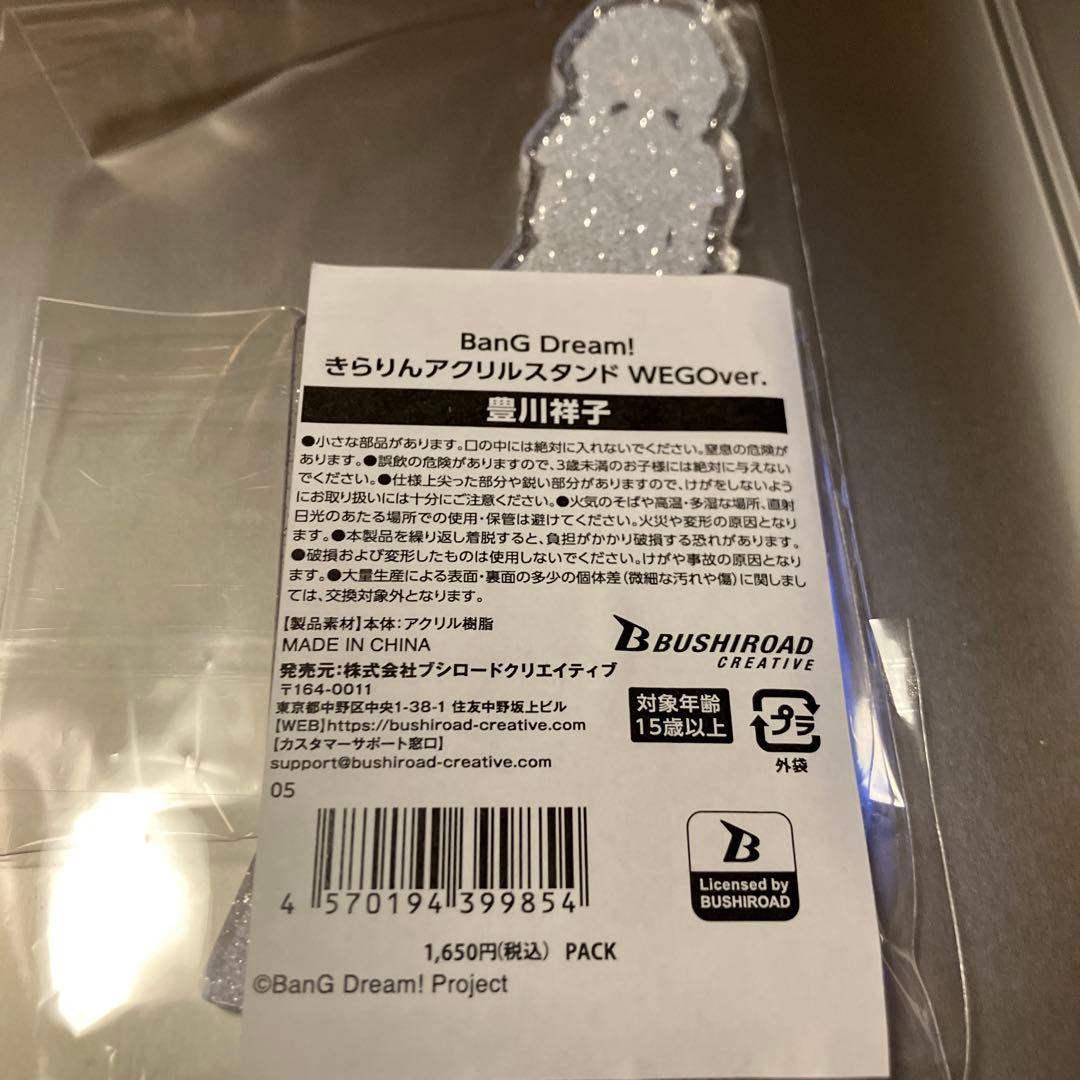 BanG Dream!
きらりんアクリルスタンド WEGOver.
豊川祥子
●小さな部品があります。口の中には絶対に入れないでください。窒息の危険が
あります。●誤飲の危険がありますので、3歳未満のお子様には絶対に与えない
でください。●仕様上尖った部分や鋭い部分がありますので、けがをしないよう
にお取り扱いには十分にご注意ください。●火気のそばや高温・多湿な場所、直射
日光のあたる場所での使用・保管は避けてください。火災や変形の原因となり
ます。●本製品を繰り返し着脱すると、負担がかかり破損する恐れがあります。
●破損および変形したものは使用しないでください。けがや事故の原因となり
ます。●大量生産による表面・裏面の多少の個体差(微細な汚れや傷)に関しまし
ては、交換対象外となります。
【製品素材】本体:アクリル樹脂
MADE IN CHINA
発売元:株式会社ブシロードクリエイティブ
〒164-0011
東京都中野区中央1-38-1 住友中野坂上ビル
【WEB】https://bushiroad-creative.com
【カスタマーサポート窓口】
support@bushiroad-creative.com
05
B BUSHIROAD
CREATIVE
対象年齢
15歳以上
プラ
外袋
4 570194 399854
B
Licensed by
BUSHIROAD
1,650円(税込) PACK
©BanG Dream! Project